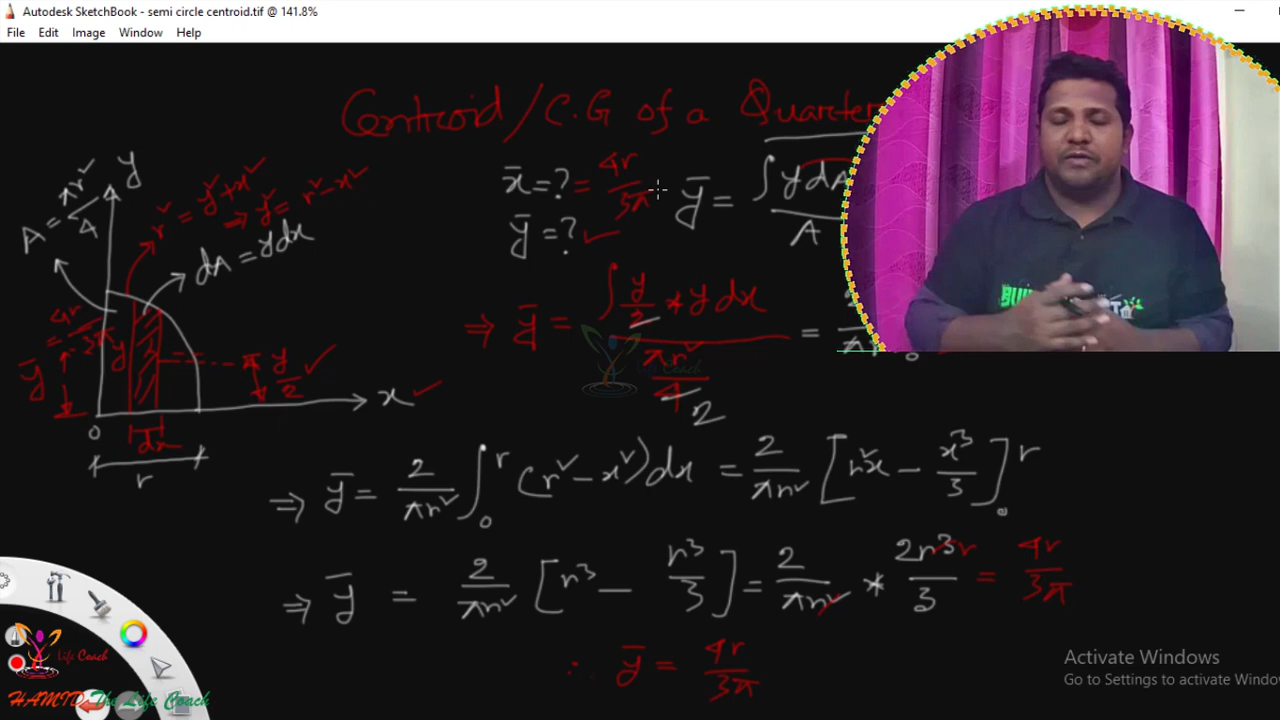 Autodesk SketchBook - semi circle centroid.tif @ 141.8%
File Edit Image Window Help
Centroid/C.G of a Quarter
x̄ = ? = 4r/3π
ȳ = ? ✓
ȳ = ∫y dA / A
A = πr²/4
y
r² = y² + x²
⇒ y² = r² - x²
dA = y dx
ȳ = 4r/3π
y
y/2 ✓
x ✓
0
dx
r
⇒ ȳ = ∫ y/2 * y dx / (πr²/4) =
2
⇒ ȳ = 2/πr² ∫₀ʳ (r² - x²) dx = 2/πr² [r²x - x³/3]₀ʳ
⇒ ȳ = 2/πr² [r³ - r³/3] = 2/πr² * 2r³/3 = 4r/3π
r
∴ ȳ = 4r/3π
Life Coach
HAMID The Life Coach
Activate Windows
Go to Settings to activate Windows